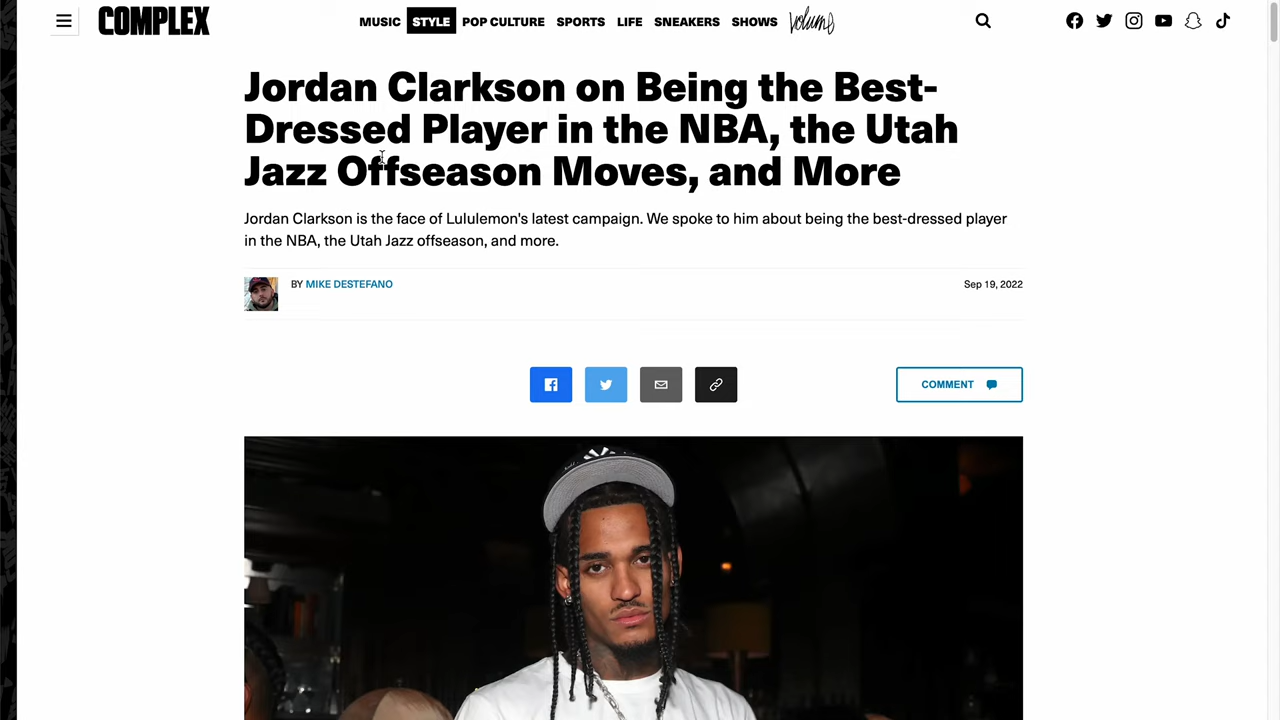 COMPLEX
MUSIC STYLE POP CULTURE SPORTS LIFE SNEAKERS SHOWS Volume
Jordan Clarkson on Being the Best-
Dressed Player in the NBA, the Utah
Jazz Offseason Moves, and More
Jordan Clarkson is the face of Lululemon's latest campaign. We spoke to him about being the best-dressed player
in the NBA, the Utah Jazz offseason, and more.
BY MIKE DESTEFANO
Sep 19, 2022
COMMENT